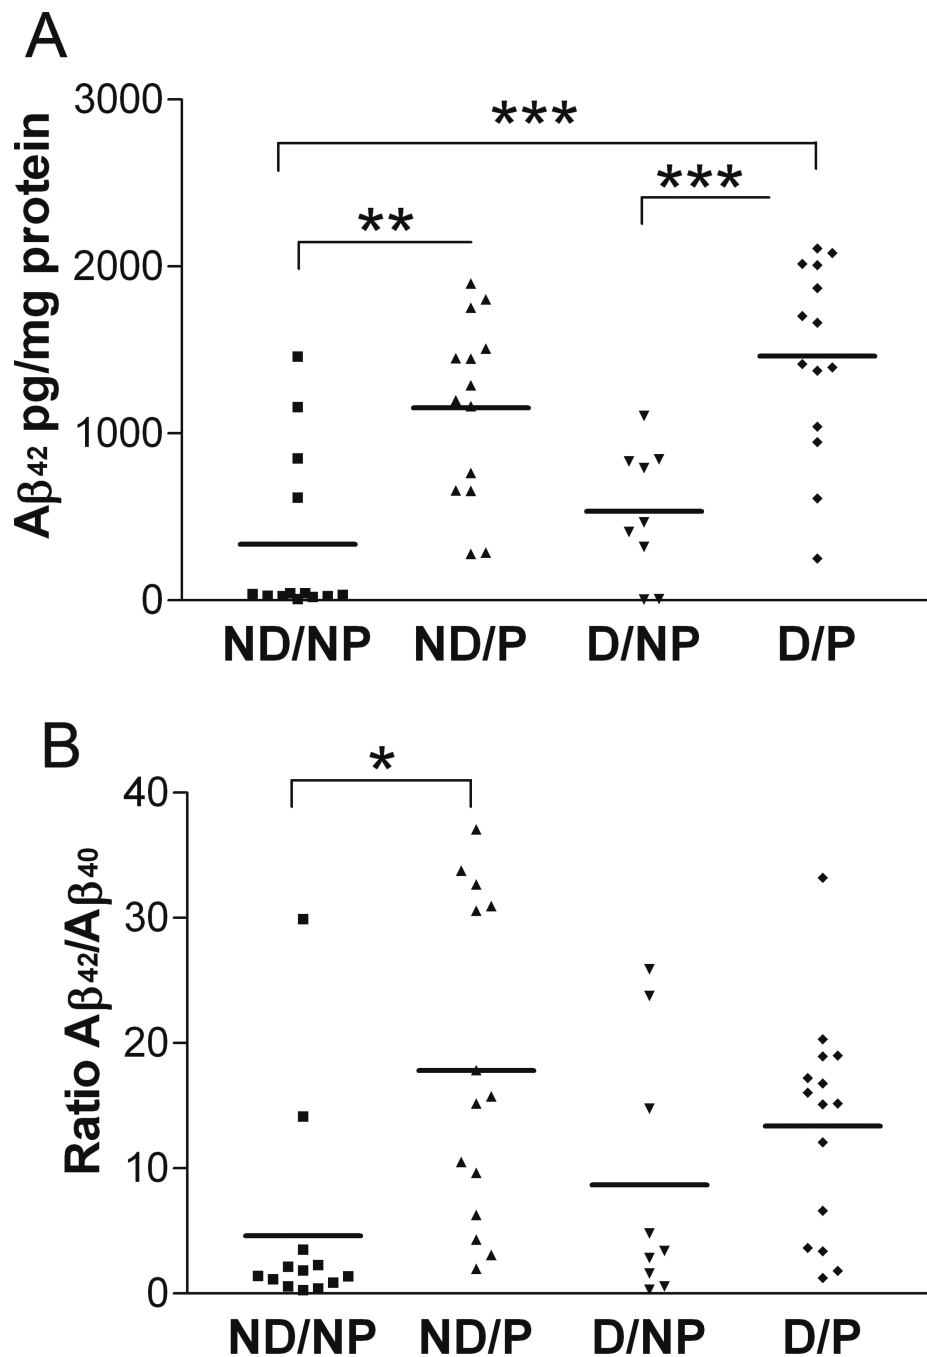 A
Aβ42 pg/mg protein
3000
2000
1000
0
***
***
**
ND/NP ND/P D/NP D/P
B
Ratio Aβ42/Aβ40
40
30
20
10
0
*
ND/NP ND/P D/NP D/P